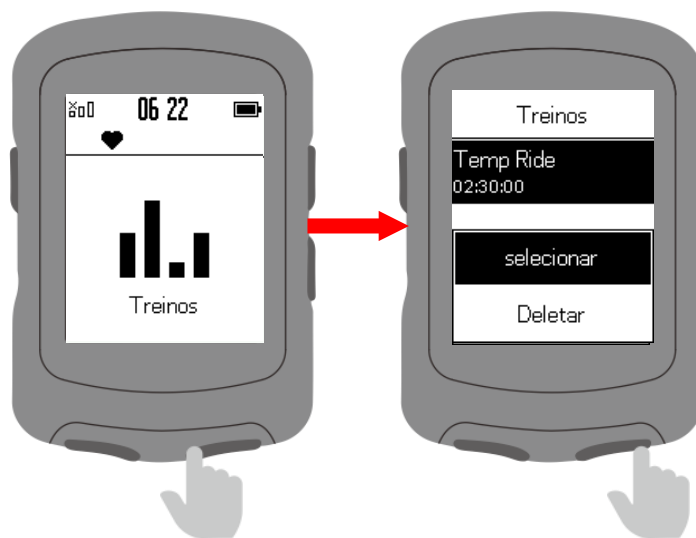 06 22
Treinos
Treinos
Temp Ride
02:30:00
selecionar
Deletar